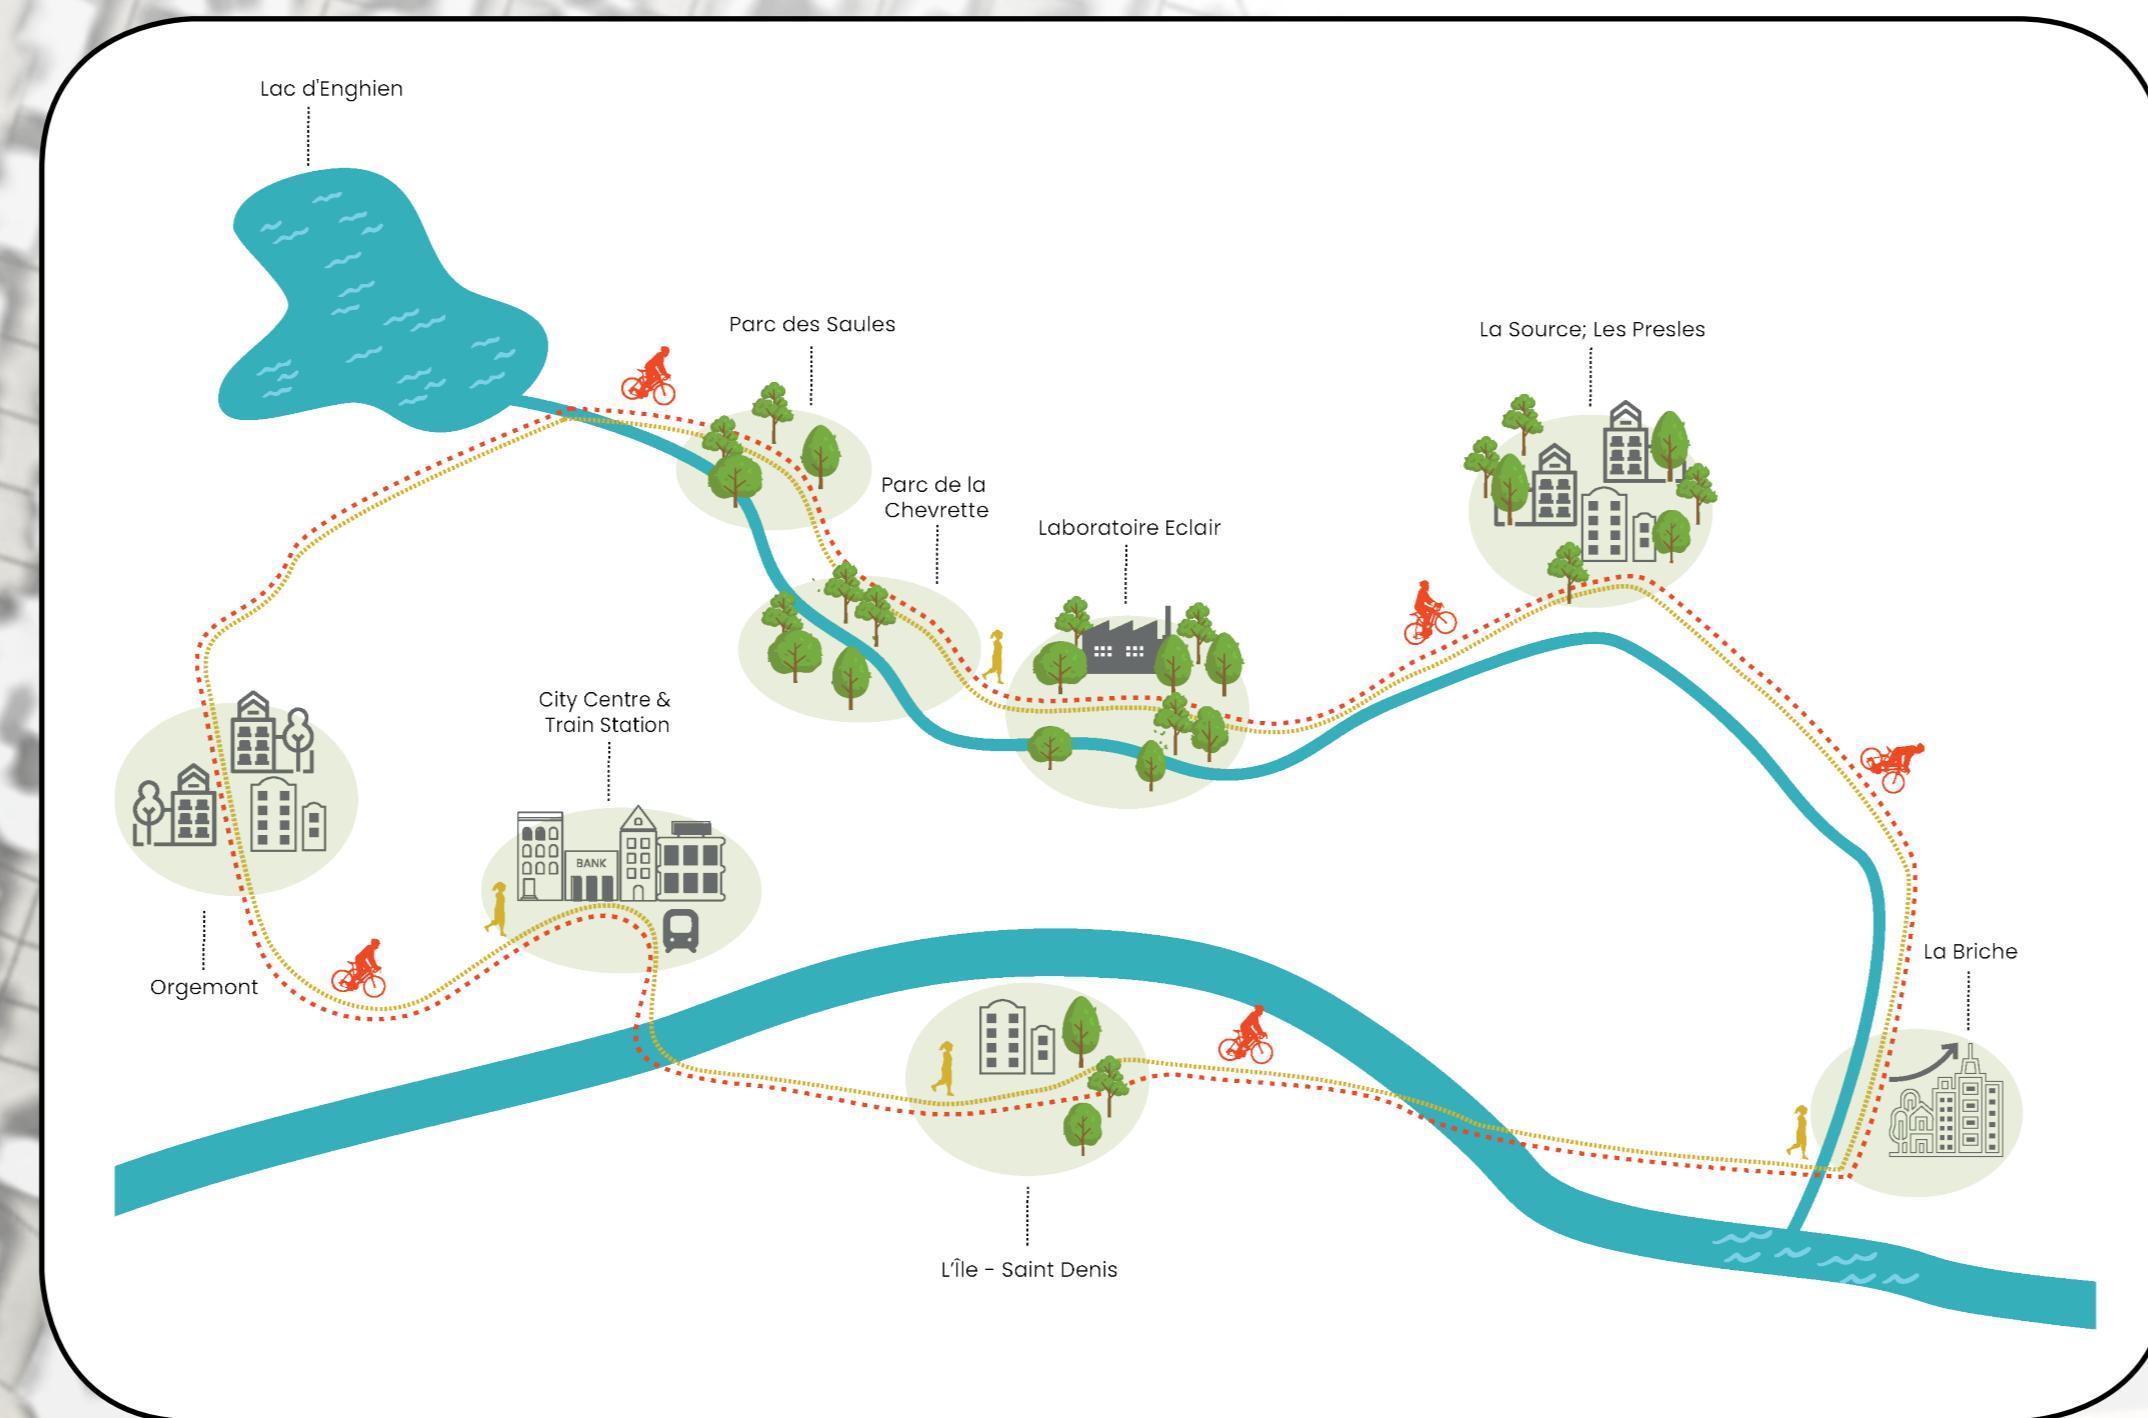 Lac d'Enghien
Parc des Saules
La Source; Les Presles
Parc de la
Chevrette
Laboratoire Eclair
City Centre &
Train Station
BANK
Orgemont
La Briche
L'Île - Saint Denis